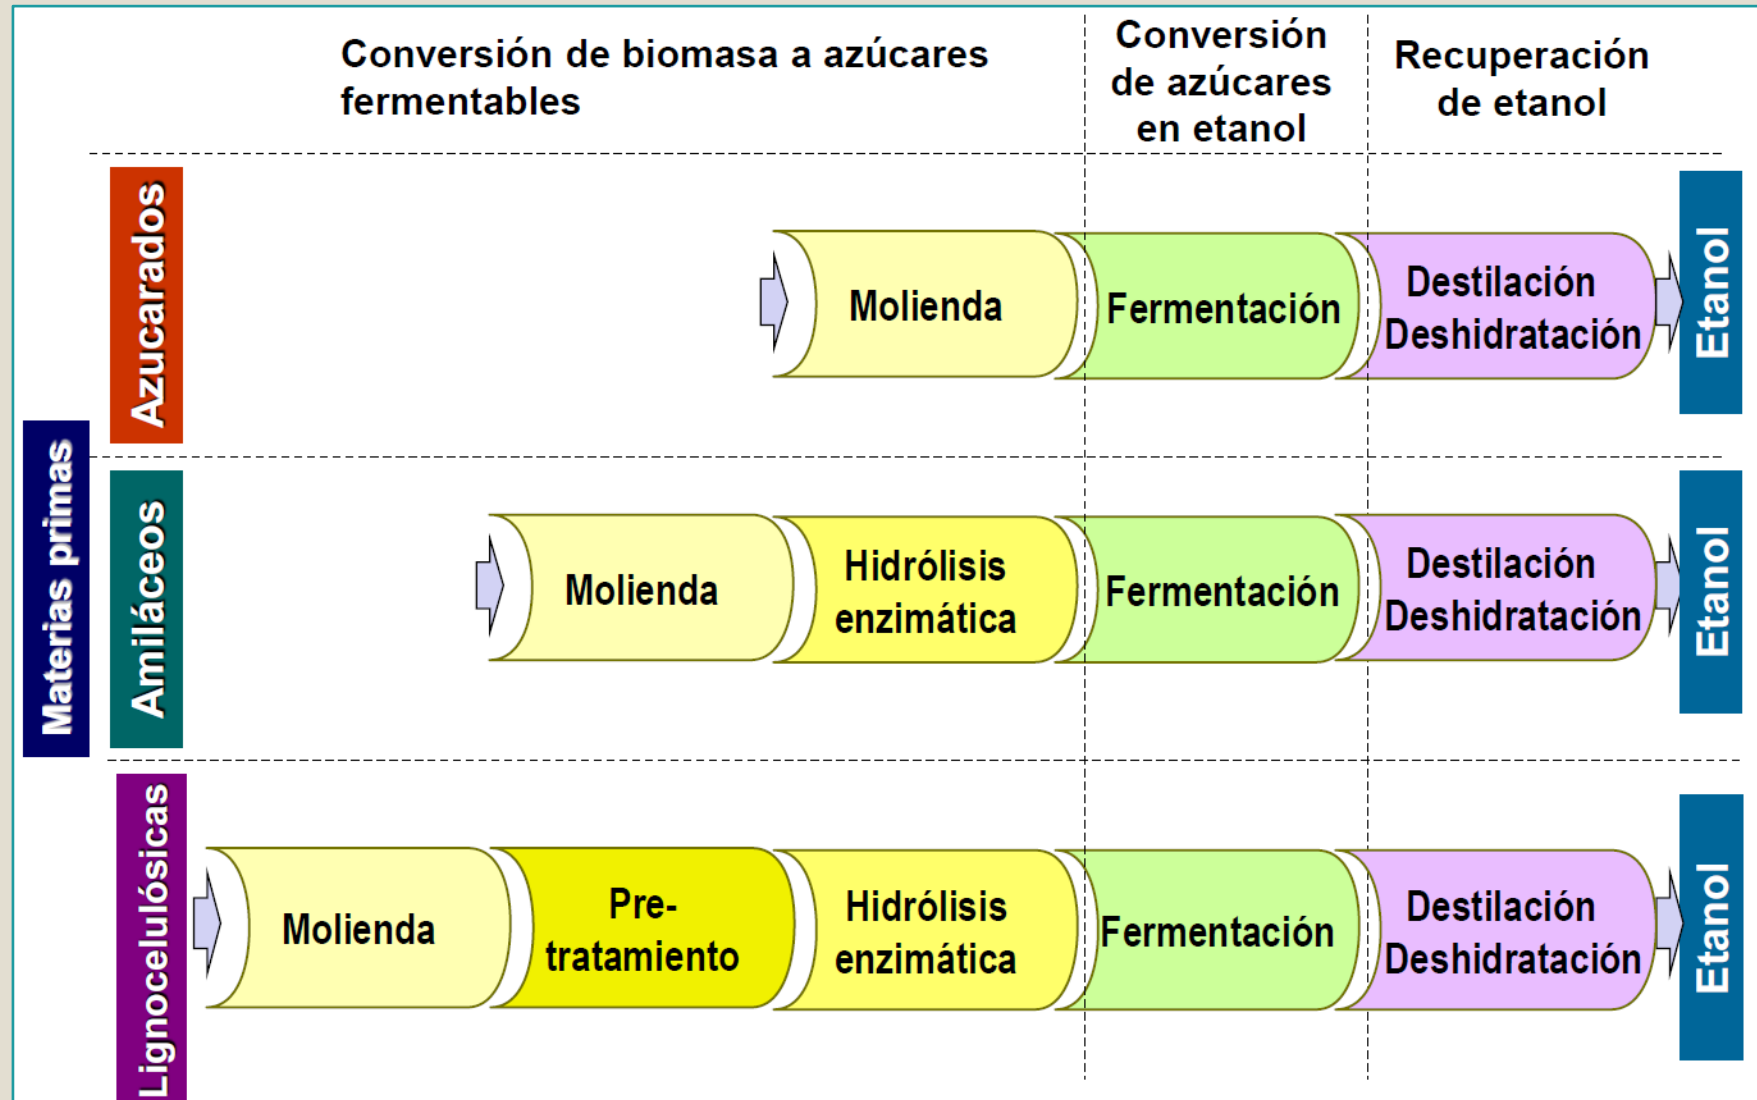 Conversión de biomasa a azúcares
fermentables
Conversión
de azúcares
en etanol
Recuperación
de etanol
Materias primas
Azucarados
Molienda
Fermentación
Destilación
Deshidratación
Etanol
Amiláceos
Molienda
Hidrólisis
enzimática
Fermentación
Destilación
Deshidratación
Etanol
Lignocelulósicas
Molienda
Pre-
tratamiento
Hidrólisis
enzimática
Fermentación
Destilación
Deshidratación
Etanol